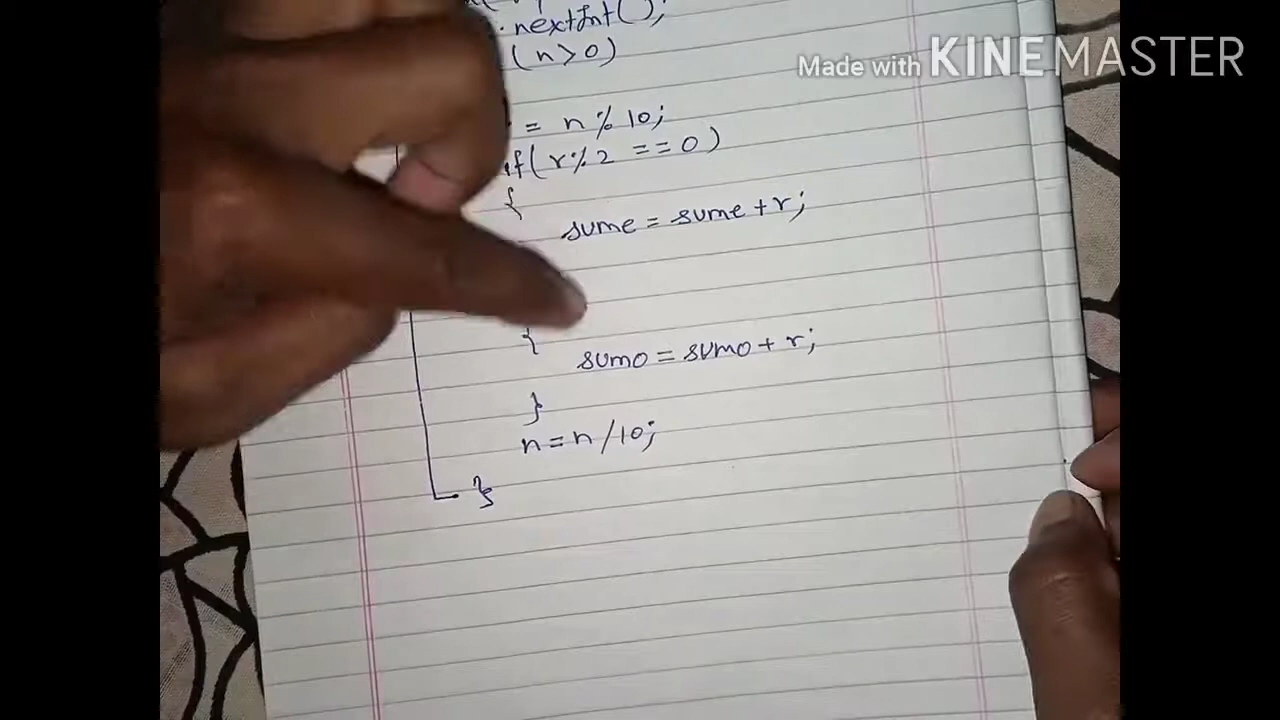 Made with KINEMASTER
.nextInt();
(n>0)
= n % 10;
if(r%2 ==0)
{
sume = sume + r;
{
sumo = sumo + r;
}
n=n/10;
}